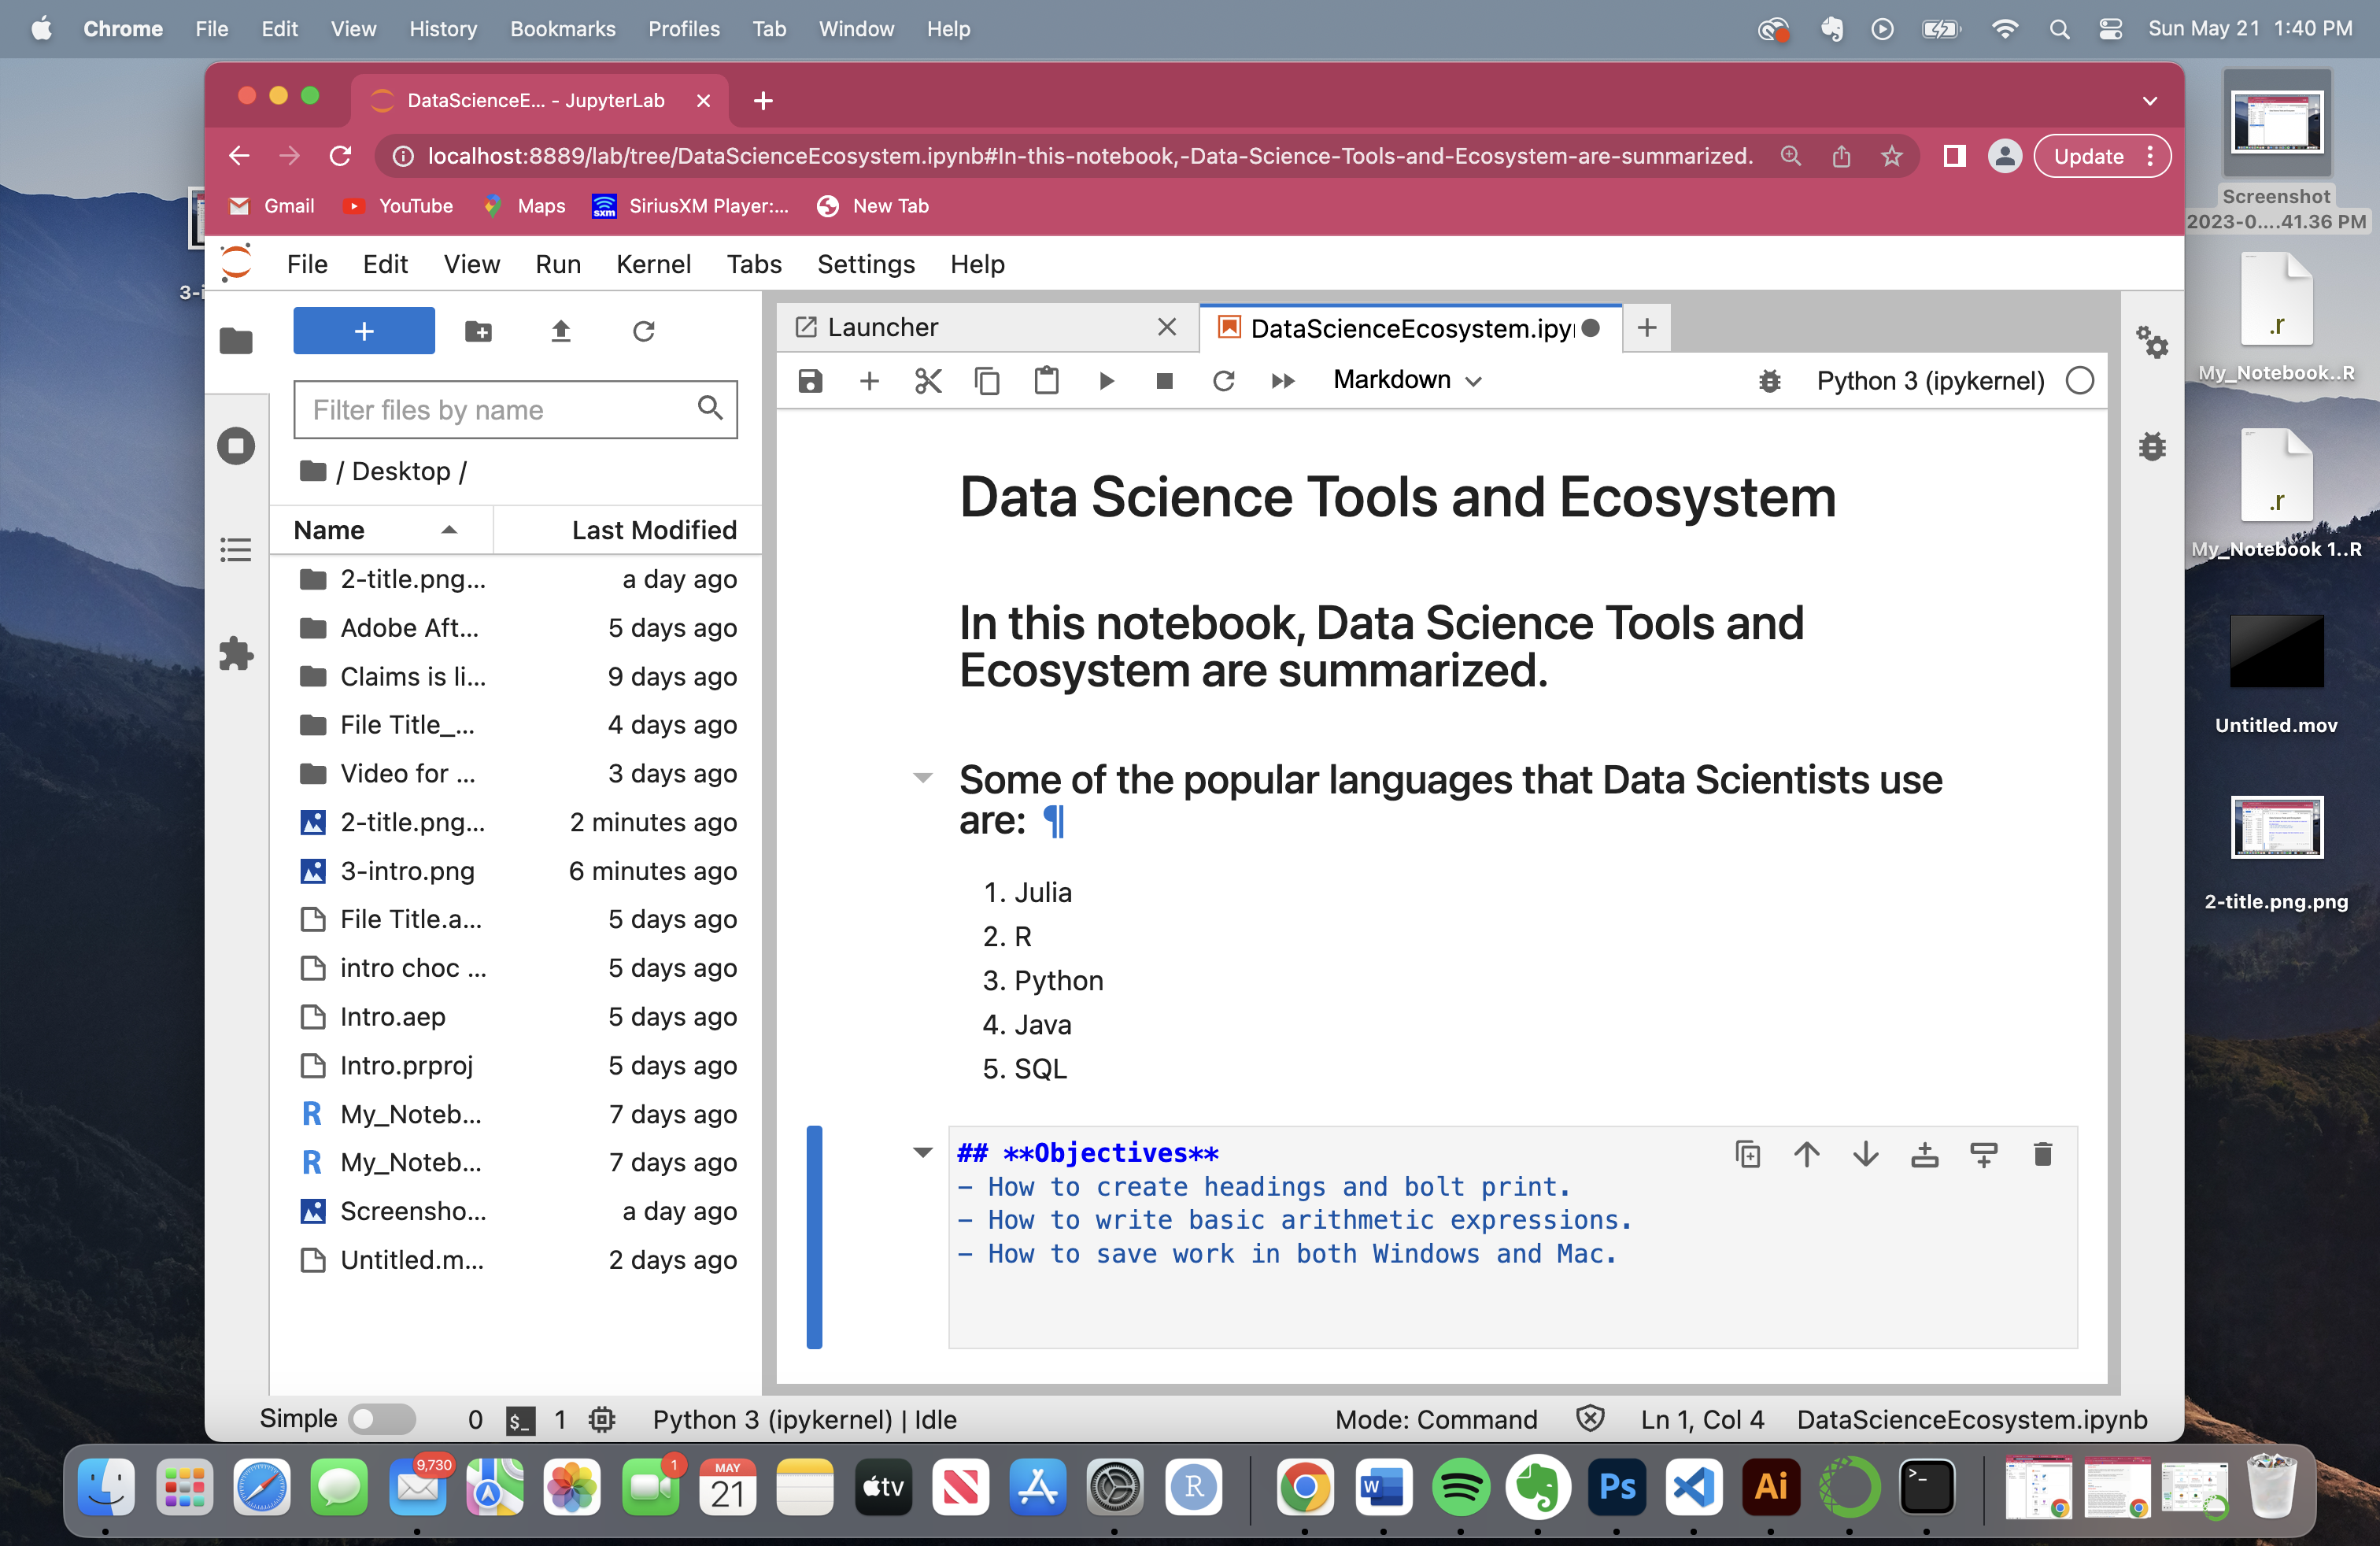 Chrome File Edit View History Bookmarks Profiles Tab Window Help Sun May 21 1:40 PM
DataScienceE... - JupyterLab
localhost:8889/lab/tree/DataScienceEcosystem.ipynb#In-this-notebook,-Data-Science-Tools-and-Ecosystem-are-summarized. Update
Gmail YouTube Maps sxm SiriusXM Player:... New Tab
File Edit View Run Kernel Tabs Settings Help
Launcher DataScienceEcosystem.ipy
Markdown Python 3 (ipykernel)
Filter files by name
/ Desktop /
Name Last Modified
2-title.png... a day ago
Adobe Aft... 5 days ago
Claims is li... 9 days ago
File Title_... 4 days ago
Video for ... 3 days ago
2-title.png... 2 minutes ago
3-intro.png 6 minutes ago
File Title.a... 5 days ago
intro choc ... 5 days ago
Intro.aep 5 days ago
Intro.prproj 5 days ago
R My_Noteb... 7 days ago
R My_Noteb... 7 days ago
Screensho... a day ago
Untitled.m... 2 days ago
Data Science Tools and Ecosystem
In this notebook, Data Science Tools and
Ecosystem are summarized.
Some of the popular languages that Data Scientists use
are: ¶
1. Julia
2. R
3. Python
4. Java
5. SQL
## **Objectives**
- How to create headings and bolt print.
- How to write basic arithmetic expressions.
- How to save work in both Windows and Mac.
Simple 0 $_ 1 Python 3 (ipykernel) | Idle Mode: Command Ln 1, Col 4 DataScienceEcosystem.ipynb
3-i
Screenshot
2023-0....41.36 PM
.r
My_Notebook..R
.r
My_Notebook 1..R
Untitled.mov
2-title.png.png
9,730 1 MAY 21 tv R W Ps Ai >_